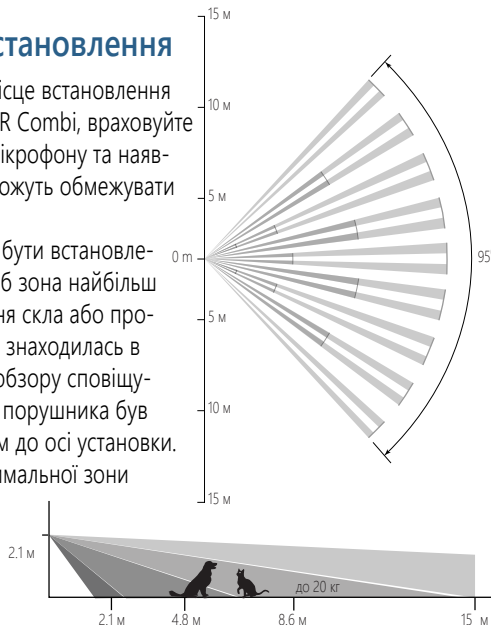 становлення
ісце встановлення
R Combi, враховуйте
ікрофону та наяв-
ожуть обмежувати
бути встановле-
б зона найбільш
ня скла або про-
знаходилась в
обзору сповіщу-
порушника був
м до осі установки.
имальної зони
15 м
10 м
5 м
0 m
5 м
10 м
15 м
95°
2.1 м
до 20 кг
2.1 м
4.8 м
8.6 м
15 м